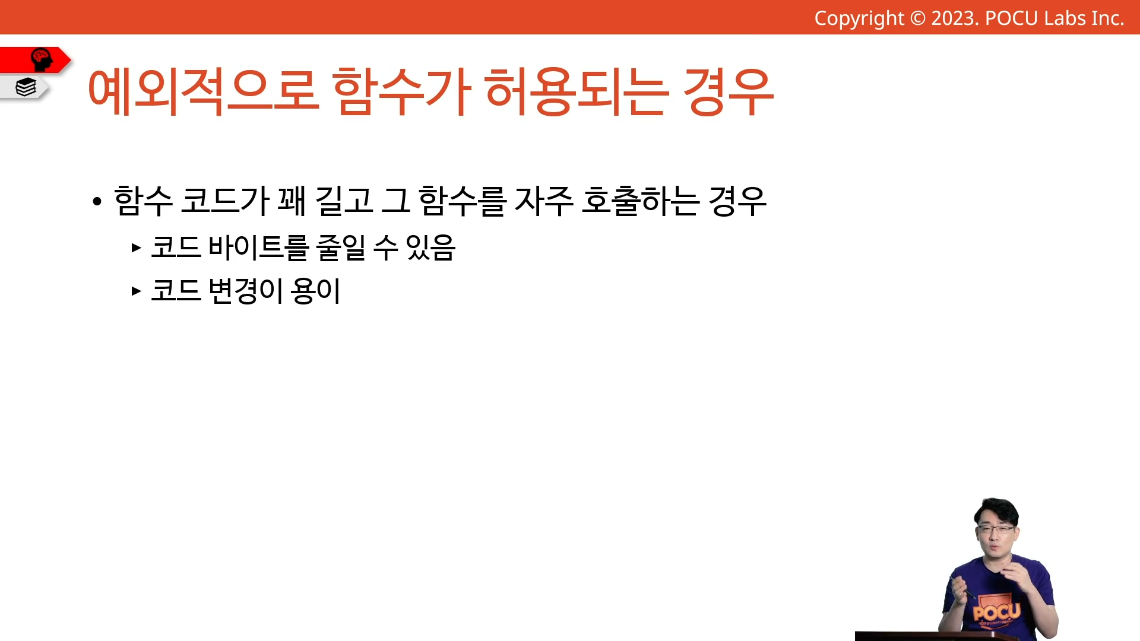 Copyright © 2023. POCU Labs Inc.
예외적으로 함수가 허용되는 경우
• 함수 코드가 꽤 길고 그 함수를 자주 호출하는 경우
▸ 코드 바이트를 줄일 수 있음
▸ 코드 변경이 용이
POCU